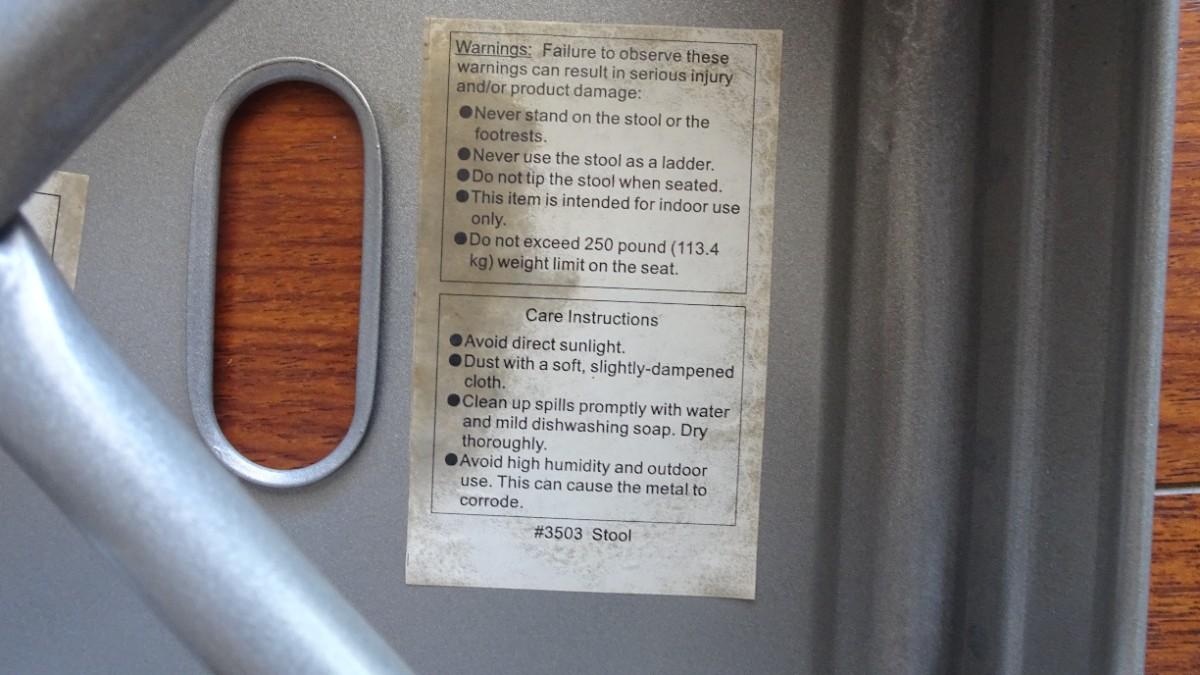 Warnings: Failure to observe these
warnings can result in serious injury
and/or product damage:
●Never stand on the stool or the
footrests.
●Never use the stool as a ladder.
●Do not tip the stool when seated.
●This item is intended for indoor use
only.
●Do not exceed 250 pound (113.4
kg) weight limit on the seat.
Care Instructions
●Avoid direct sunlight.
●Dust with a soft, slightly-dampened
cloth.
●Clean up spills promptly with water
and mild dishwashing soap. Dry
thoroughly.
●Avoid high humidity and outdoor
use. This can cause the metal to
corrode.
#3503 Stool